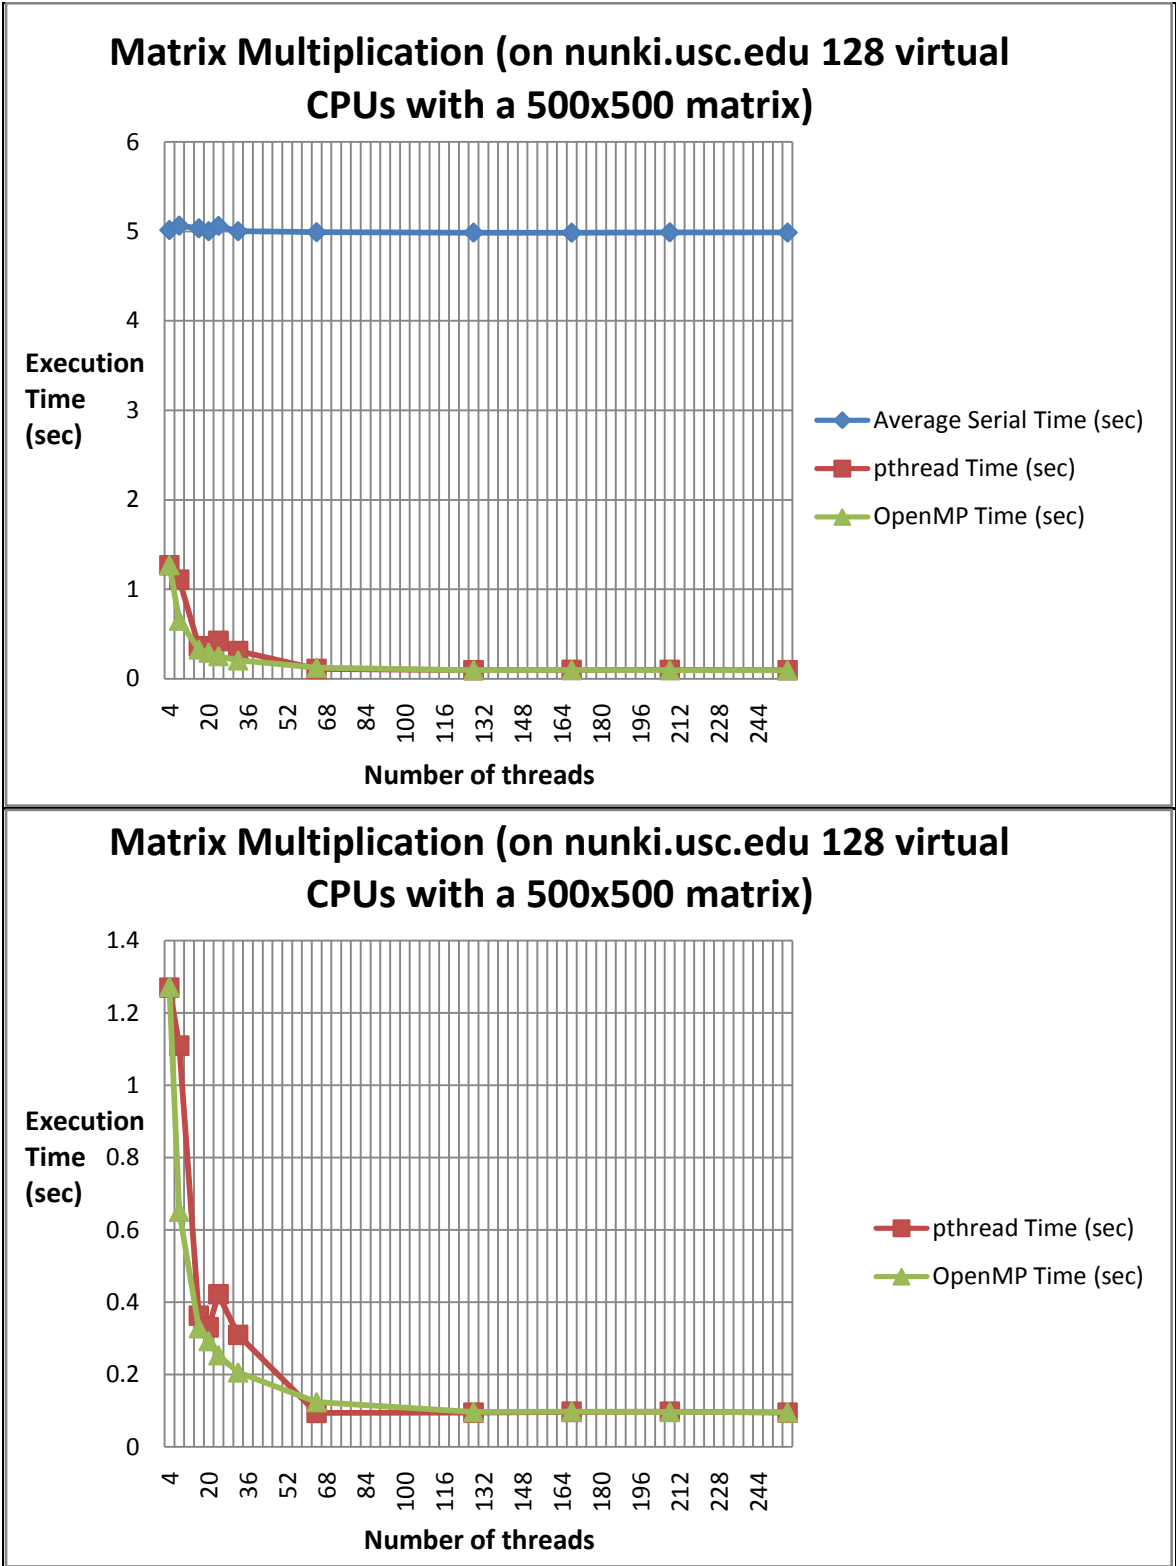 Matrix Multiplication (on nunki.usc.edu 128 virtual
CPUs with a 500x500 matrix)
6
5
4
3
2
1
0
Execution
Time
(sec)
Average Serial Time (sec)
pthread Time (sec)
OpenMP Time (sec)
4
20
36
52
68
84
100
116
132
148
164
180
196
212
228
244
Number of threads
Matrix Multiplication (on nunki.usc.edu 128 virtual
CPUs with a 500x500 matrix)
1.4
1.2
1
0.8
0.6
0.4
0.2
0
Execution
Time
(sec)
pthread Time (sec)
OpenMP Time (sec)
4
20
36
52
68
84
100
116
132
148
164
180
196
212
228
244
Number of threads